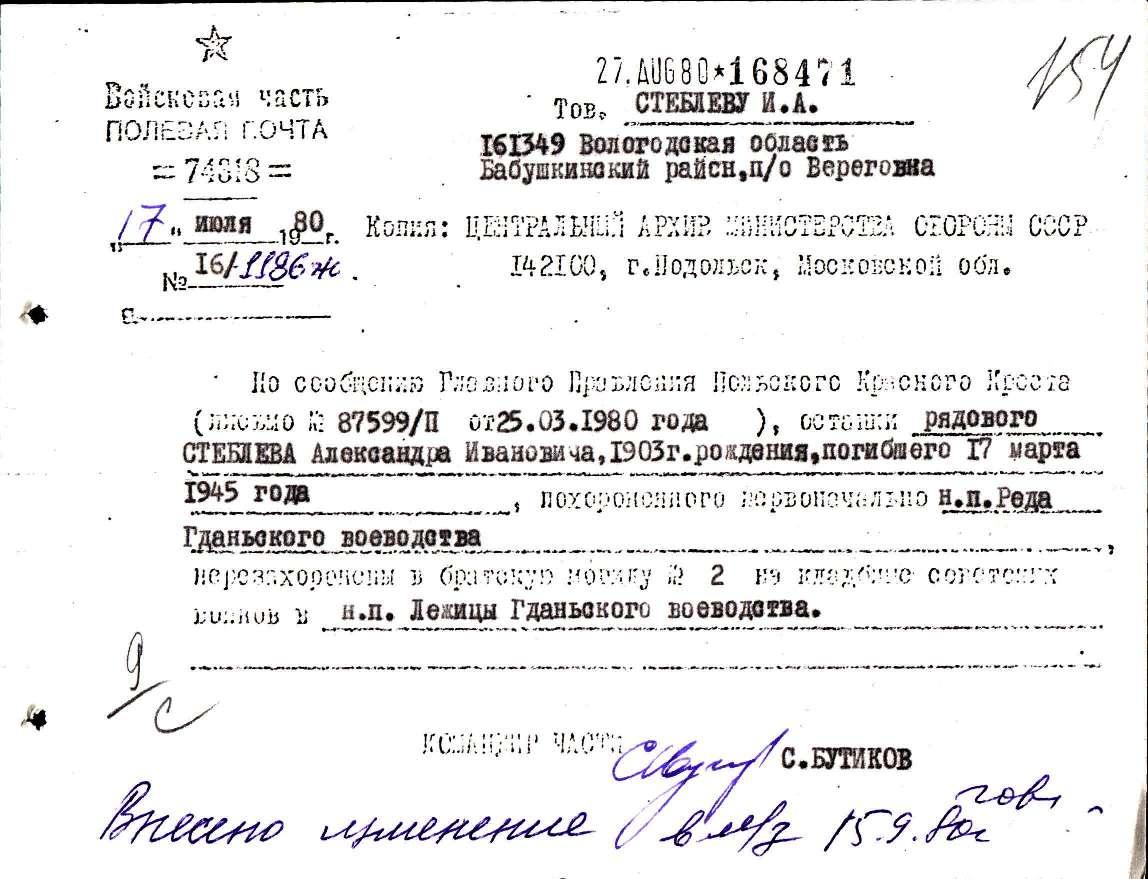 27.AUG80*168471
154
Войсковая часть
ПОЛЕВАЯ ПОЧТА
= 74818 =
"17" июля 1980 г.
№ 16/-1186ж.
Тов. СТЕБЛЕВУ И.А.
161349 Вологодская область
Бабушкинский район,п/о Вереговка
Копия: ЦЕНТРАЛЬНЫЙ АРХИВ МИНИСТЕРСТВА ОБОРОНЫ СССР
142100, г.Подольск, Московской обл.
По сообщению Главного Правления Польского Красного Креста
(письмо № 87599/П от 25.03.1980 года ), останки рядового
СТЕБЛЕВА Александра Ивановича,1903г.рождения,погибшего 17 марта
1945 года , похороненного первоначально н.п.Реда
Гданьского воеводства ,
перезахоронены в братскую могилу № 2 на кладбище советских
воинов в н.п. Лежицы Гданьского воеводства.
9/с
КОМАНДИР ЧАСТИ С.БУТИКОВ
Внесено изменение 15.9.80г